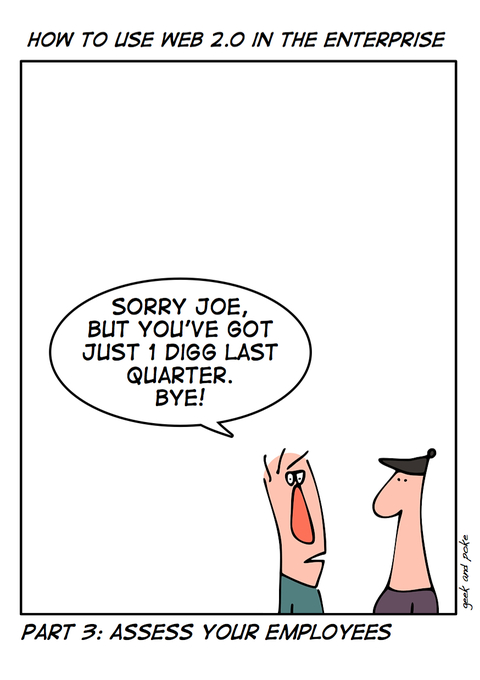 HOW TO USE WEB 2.0 IN THE ENTERPRISE
SORRY JOE,
BUT YOU'VE GOT
JUST 1 DIGG LAST
QUARTER.
BYE!
geek and poke
PART 3: ASSESS YOUR EMPLOYEES